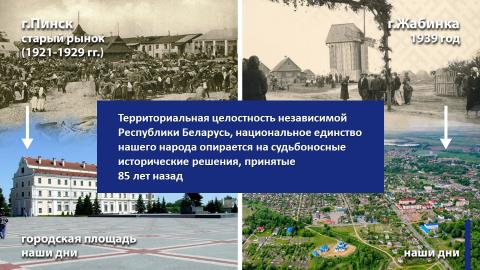 г.Пинск
старый рынок
(1921-1929 гг.)
г.Жабинка
1939 год
Территориальная целостность независимой
Республики Беларусь, национальное единство
нашего народа опирается на судьбоносные
исторические решения, принятые
85 лет назад
городская площадь
наши дни
наши дни